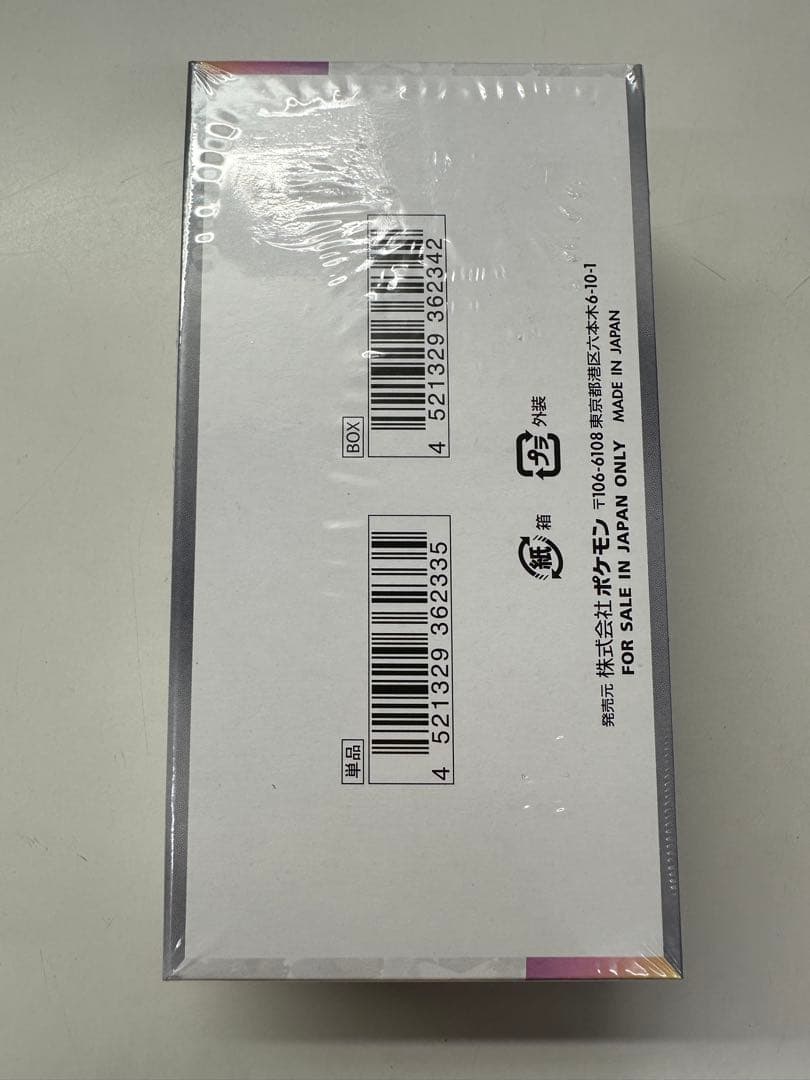 単品
4 521329 362335
BOX
4 521329 362342
紙 箱
プラ 外装
発売元 株式会社 ポケモン 〒106-6108 東京都港区六本木6-10-1
FOR SALE IN JAPAN ONLY MADE IN JAPAN